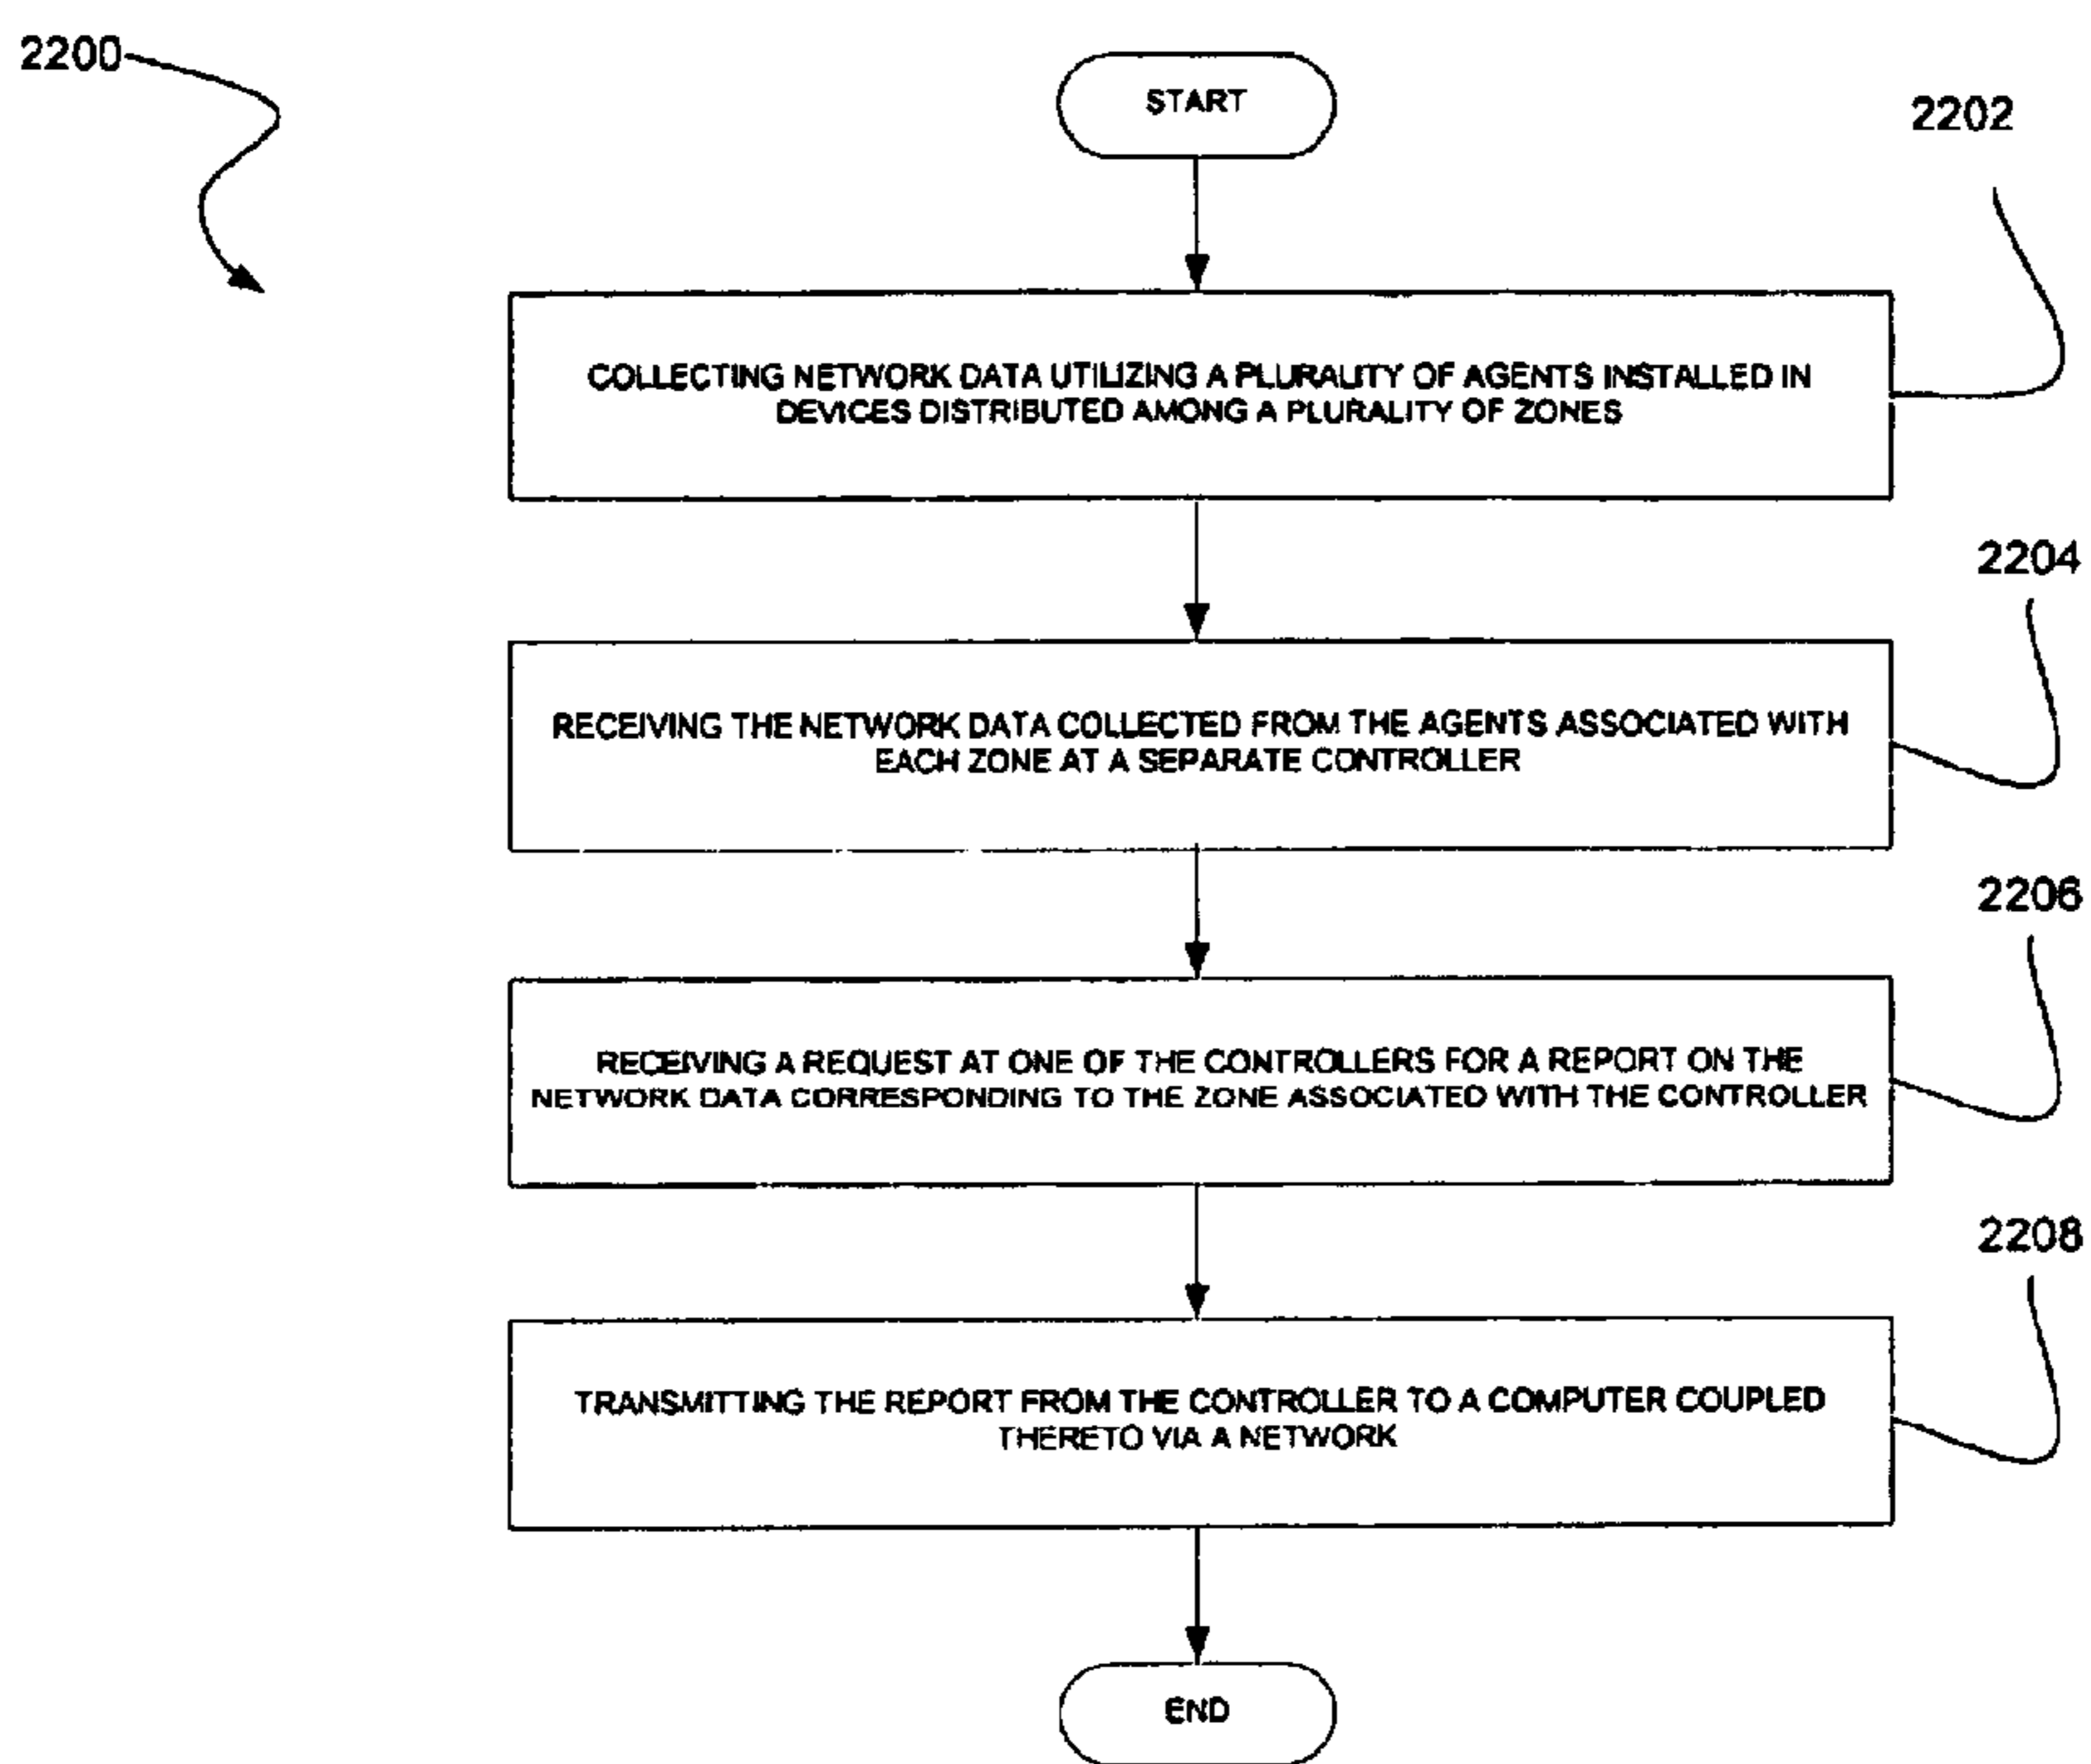 2200
START
2202
COLLECTING NETWORK DATA UTILIZING A PLURALITY OF AGENTS INSTALLED IN
DEVICES DISTRIBUTED AMONG A PLURALITY OF ZONES
2204
RECEIVING THE NETWORK DATA COLLECTED FROM THE AGENTS ASSOCIATED WITH
EACH ZONE AT A SEPARATE CONTROLLER
2206
RECEIVING A REQUEST AT ONE OF THE CONTROLLERS FOR A REPORT ON THE
NETWORK DATA CORRESPONDING TO THE ZONE ASSOCIATED WITH THE CONTROLLER
2208
TRANSMITTING THE REPORT FROM THE CONTROLLER TO A COMPUTER COUPLED
THERETO VIA A NETWORK
END